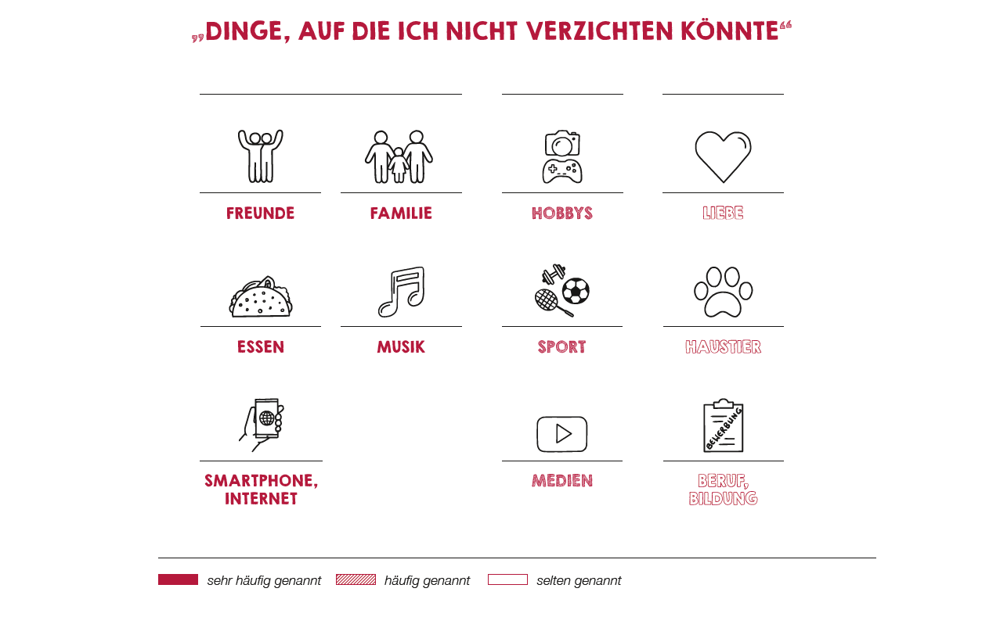 „DINGE, AUF DIE ICH NICHT VERZICHTEN KÖNNTE“
FREUNDE
FAMILIE
HOBBYS
LIEBE
ESSEN
MUSIK
SPORT
HAUSTIER
BEWERBUNG
SMARTPHONE,
INTERNET
MEDIEN
BERUF,
BILDUNG
sehr häufig genannt
häufig genannt
selten genannt